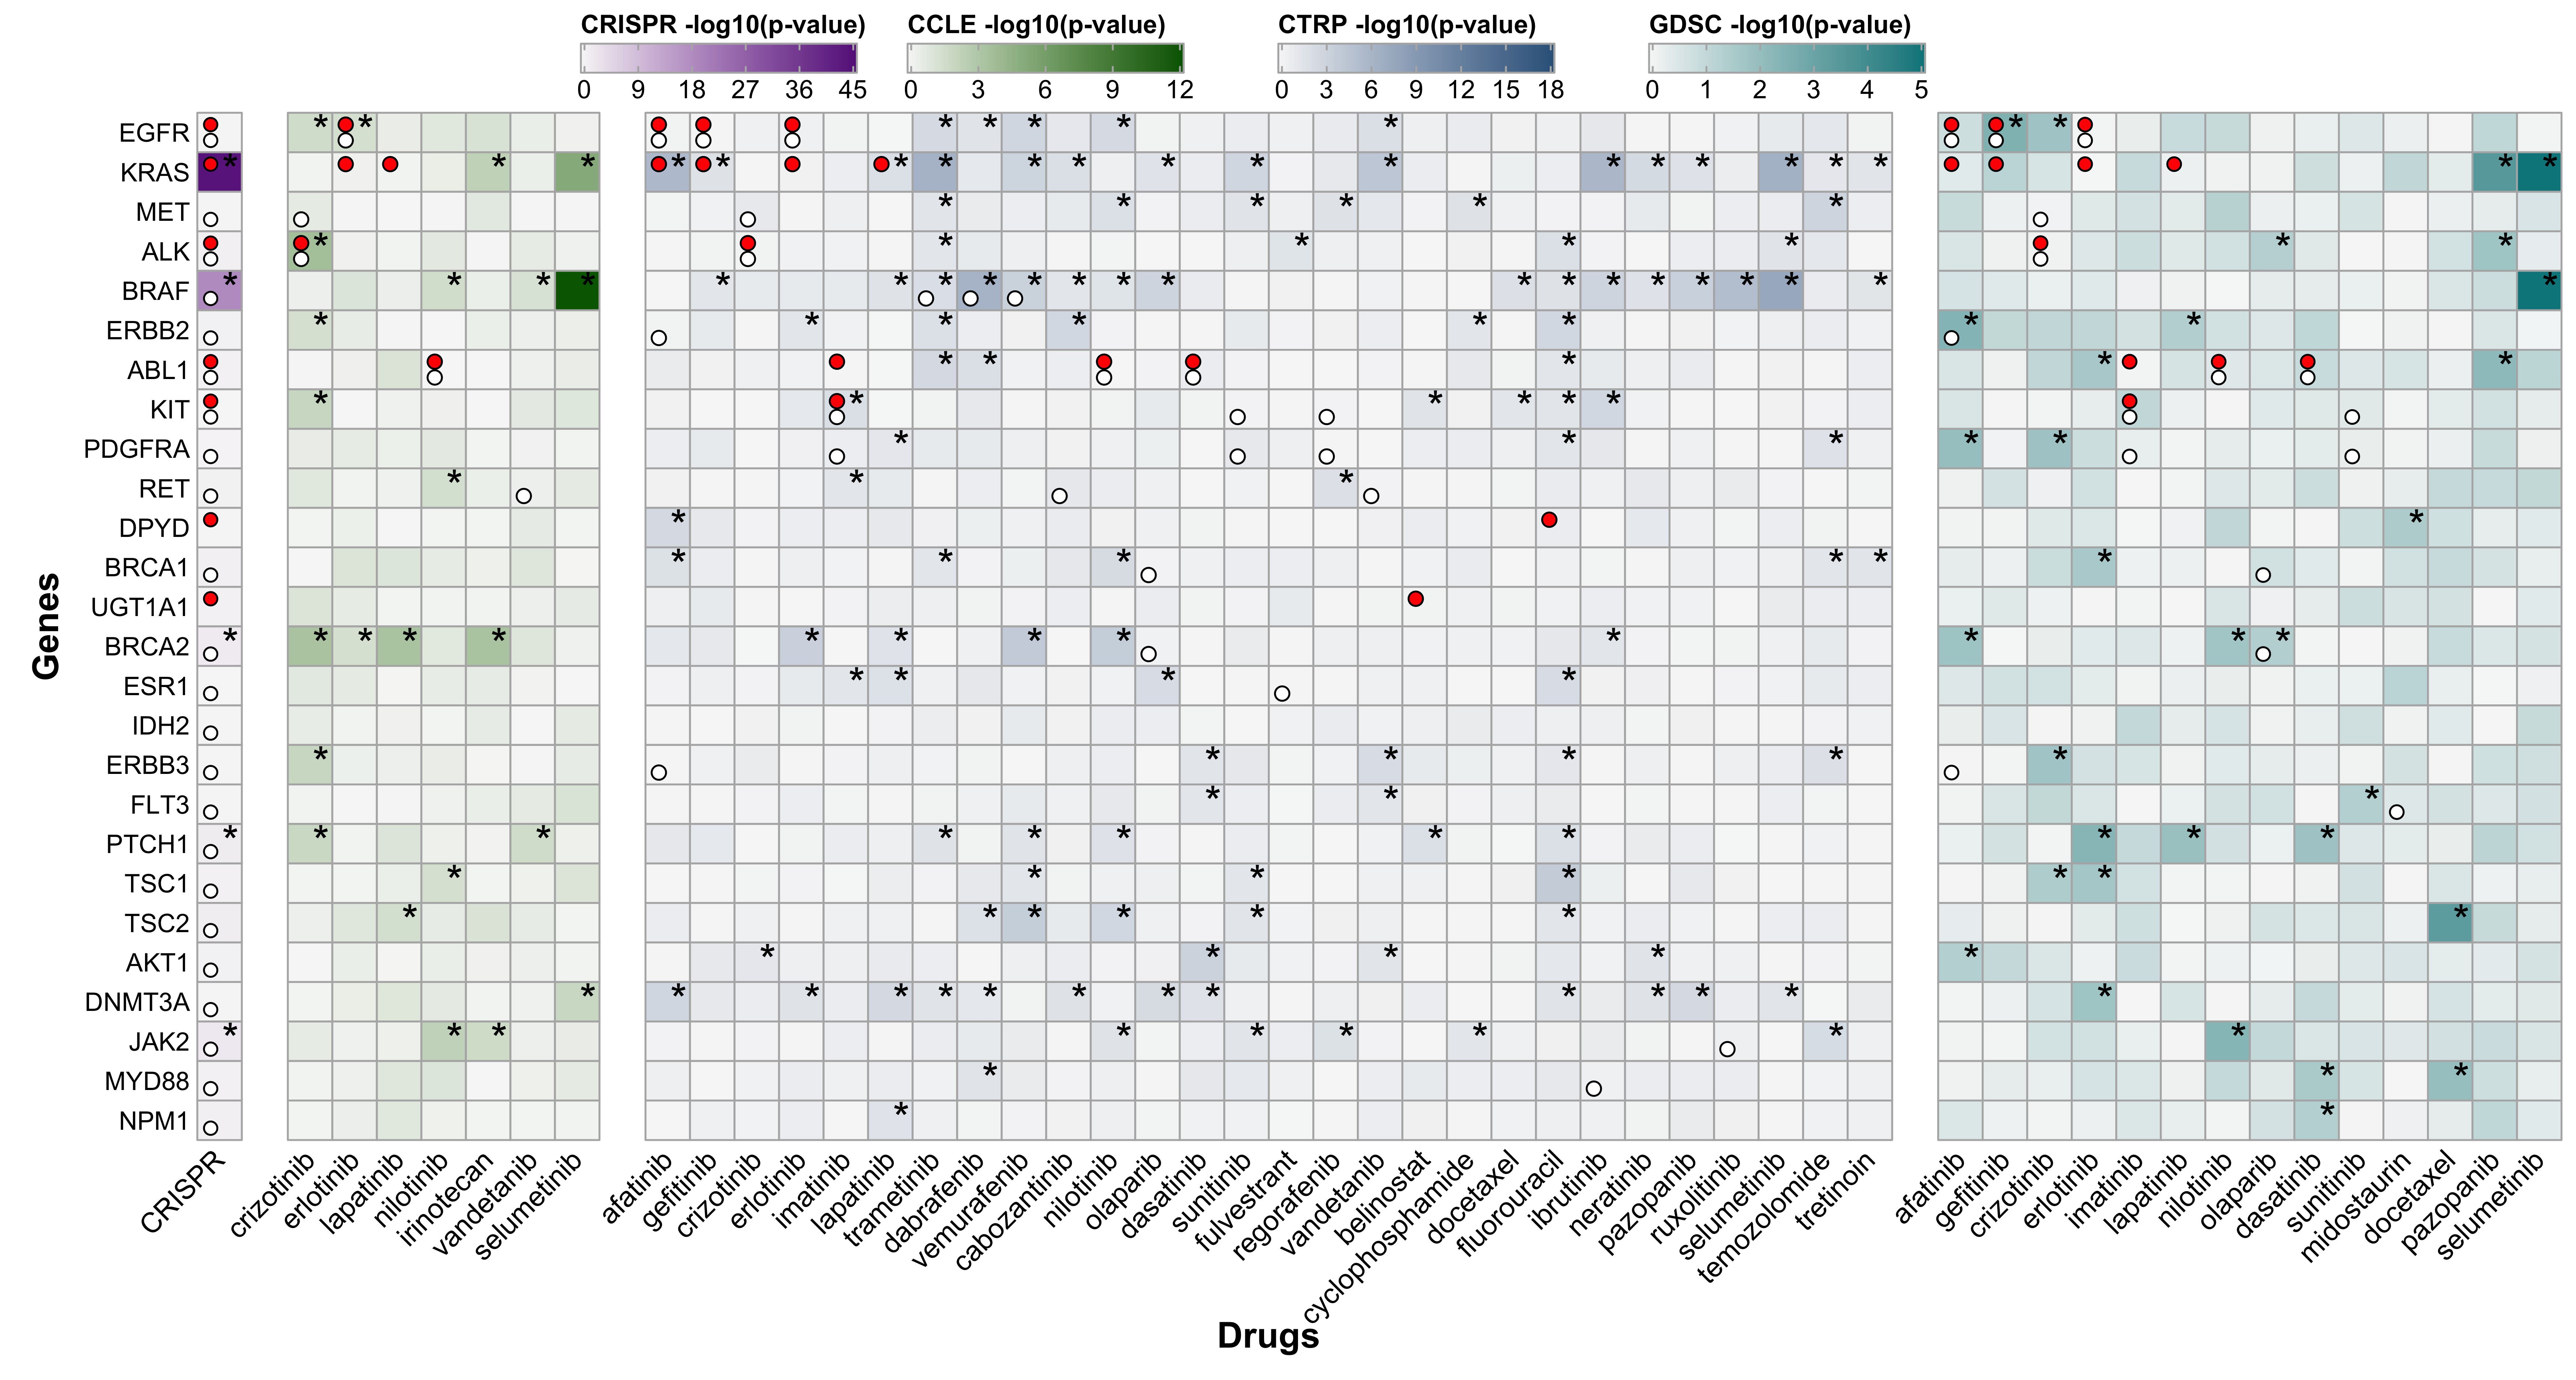 CRISPR -log10(p-value) CCLE -log10(p-value) CTRP -log10(p-value) GDSC -log10(p-value)
0 9 18 27 36 45 0 3 6 9 12 0 3 6 9 12 15 18 0 1 2 3 4 5
EGFR
KRAS
MET
ALK
BRAF
ERBB2
ABL1
KIT
PDGFRA
RET
DPYD
BRCA1
UGT1A1
BRCA2
ESR1
IDH2
ERBB3
FLT3
PTCH1
TSC1
TSC2
AKT1
DNMT3A
JAK2
MYD88
NPM1
Genes
CRISPR
crizotinib
erlotinib
lapatinib
nilotinib
irinotecan
vandetanib
selumetinib
afatinib
gefitinib
crizotinib
erlotinib
imatinib
lapatinib
trametinib
dabrafenib
vemurafenib
cabozantinib
nilotinib
olaparib
dasatinib
sunitinib
fulvestrant
regorafenib
vandetanib
belinostat
cyclophosphamide
docetaxel
fluorouracil
ibrutinib
neratinib
pazopanib
ruxolitinib
selumetinib
temozolomide
tretinoin
afatinib
gefitinib
crizotinib
erlotinib
imatinib
lapatinib
nilotinib
olaparib
dasatinib
sunitinib
midostaurin
docetaxel
pazopanib
selumetinib
Drugs